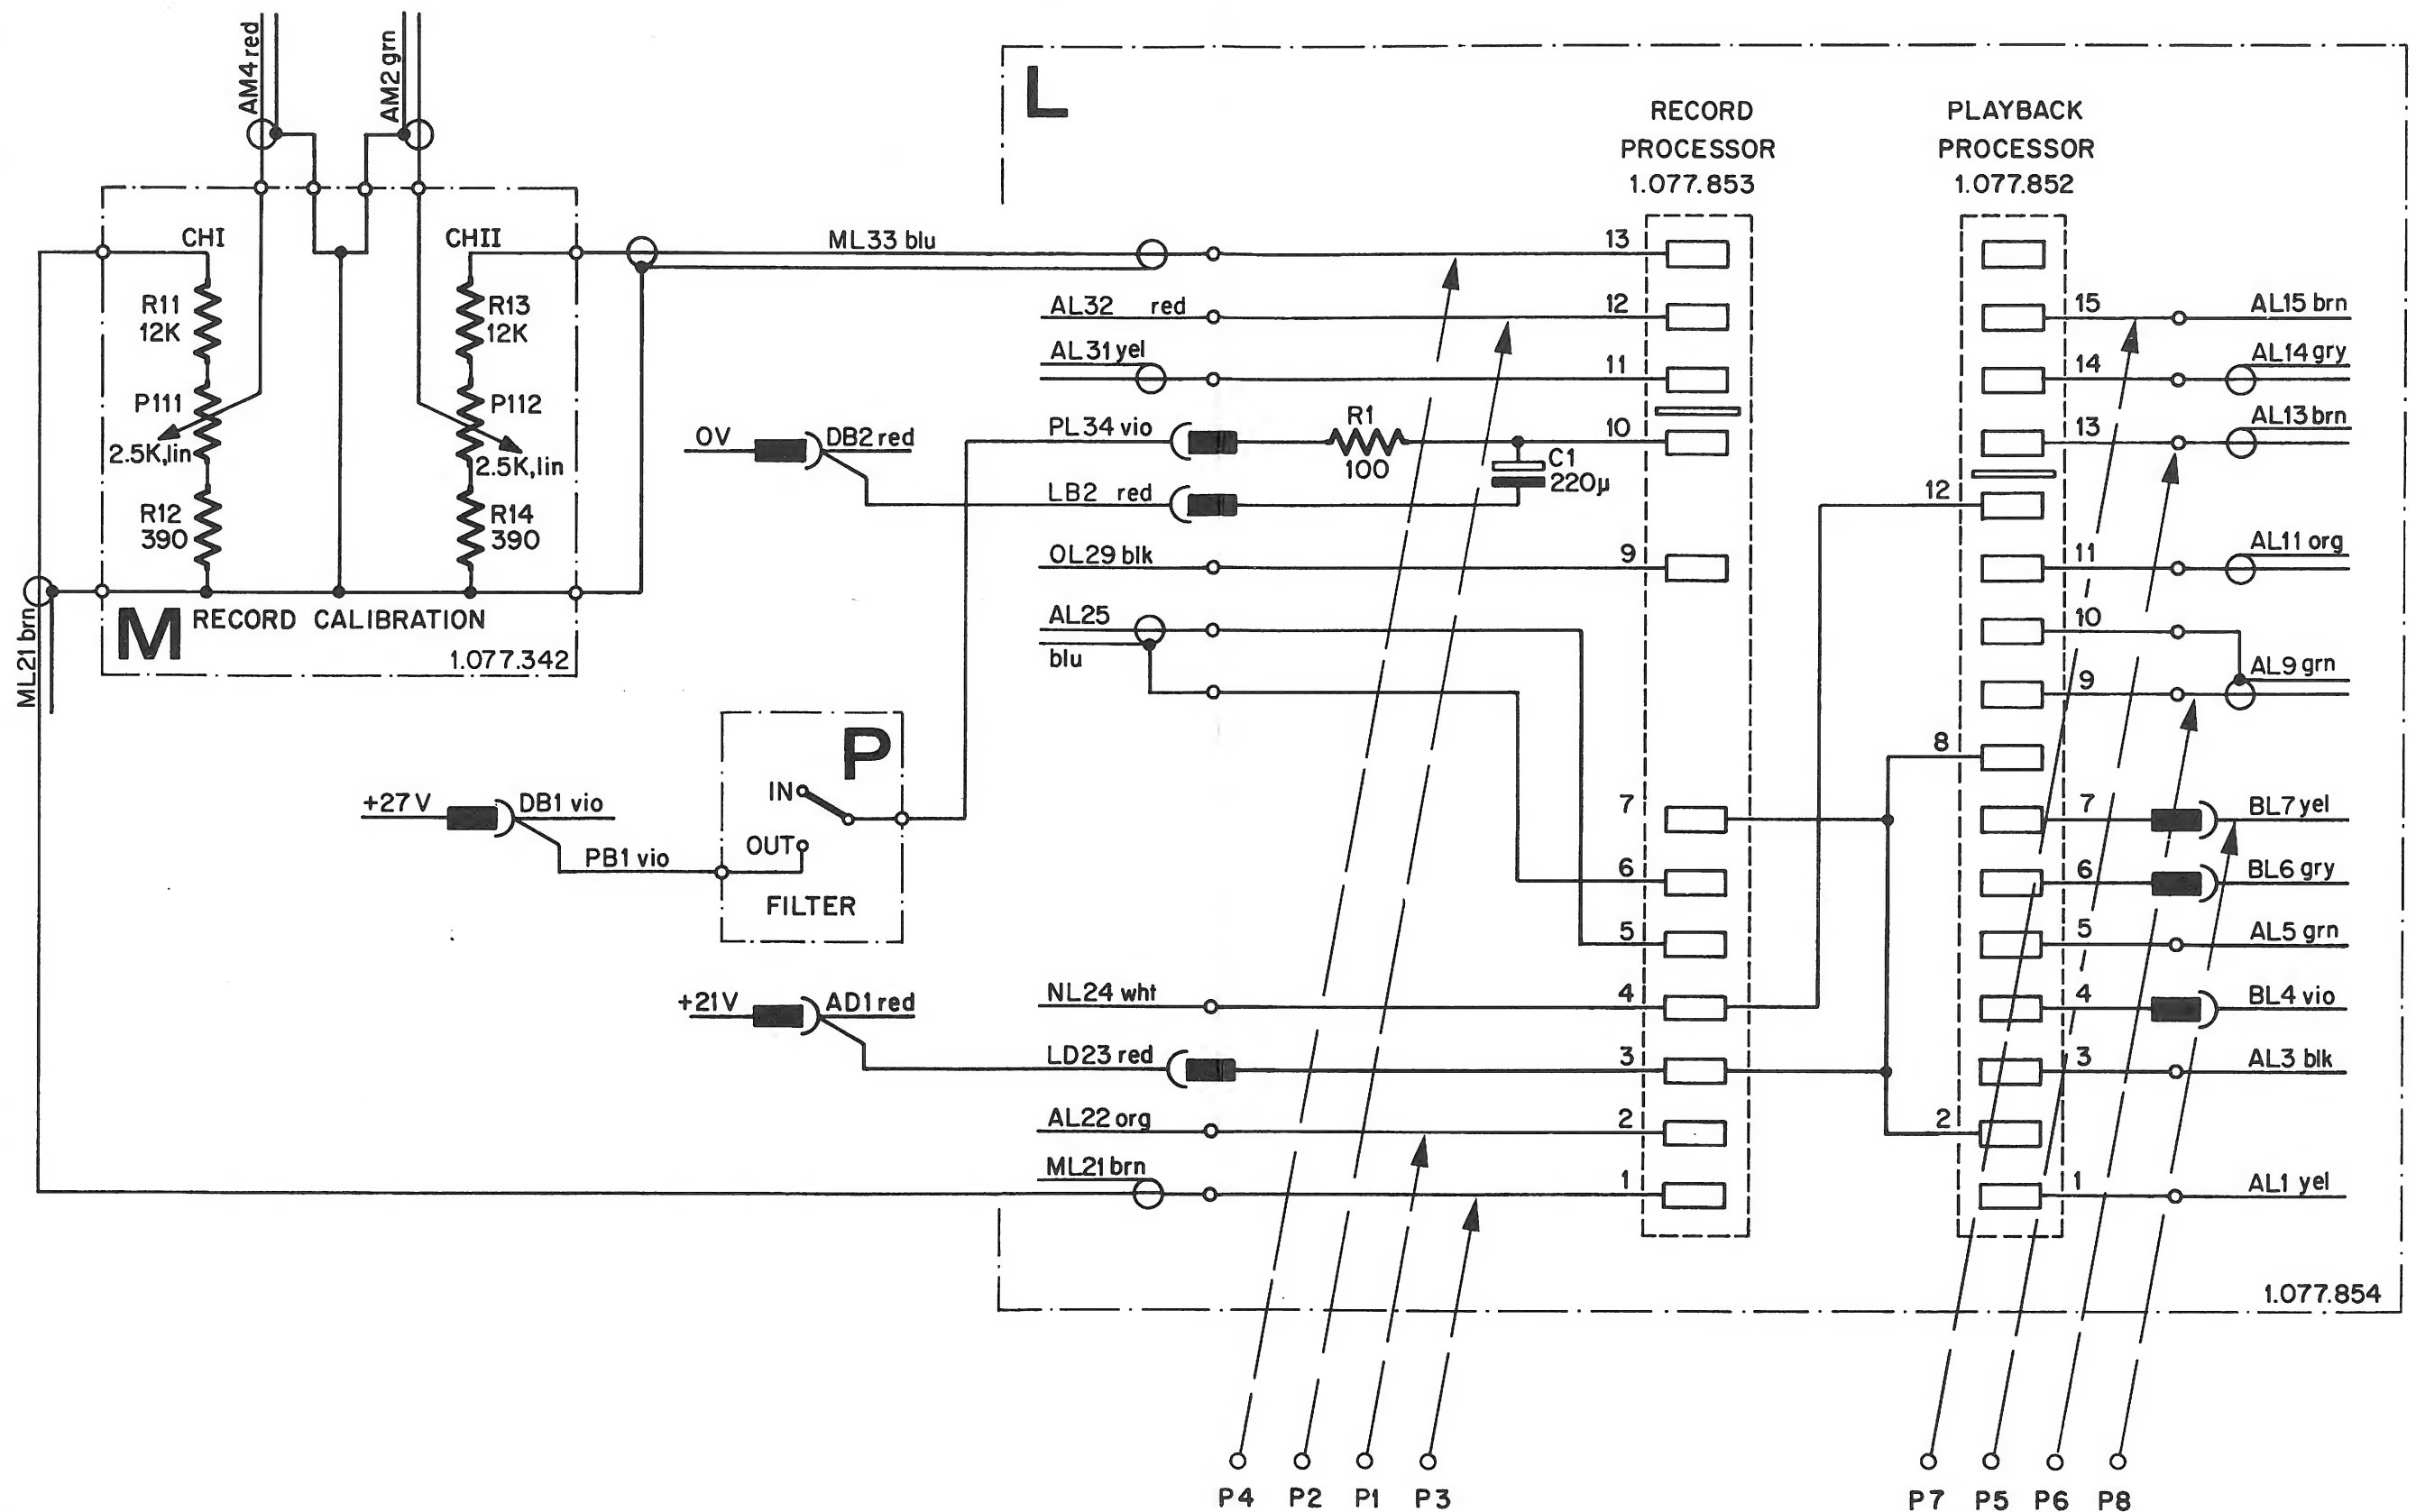 AM4 red
AM2 grn
L
RECORD
PROCESSOR
1.077.853
PLAYBACK
PROCESSOR
1.077.852
CHI
CHII
R11
12K
R13
12K
P111
2.5K,lin
P112
2.5K,lin
R12
390
R14
390
M RECORD CALIBRATION
1.077.342
ML21 brn
ML33 blu
13
AL32 red
12
AL31 yel
11
0V
DB2 red
PL34 vio
R1
100
10
LB2 red
C1
220µ
OL29 blk
9
AL25
blu
P
IN
OUT
FILTER
+27V
DB1 vio
PB1 vio
7
6
5
+21V
AD1 red
NL24 wht
4
LD23 red
3
AL22 org
2
ML21 brn
1
15
AL15 brn
14
AL14 gry
13
AL13 brn
12
11
AL11 org
10
9
AL9 grn
8
7
BL7 yel
6
BL6 gry
5
AL5 grn
4
BL4 vio
3
AL3 blk
2
1
AL1 yel
1.077.854
P4 P2 P1 P3
P7 P5 P6 P8